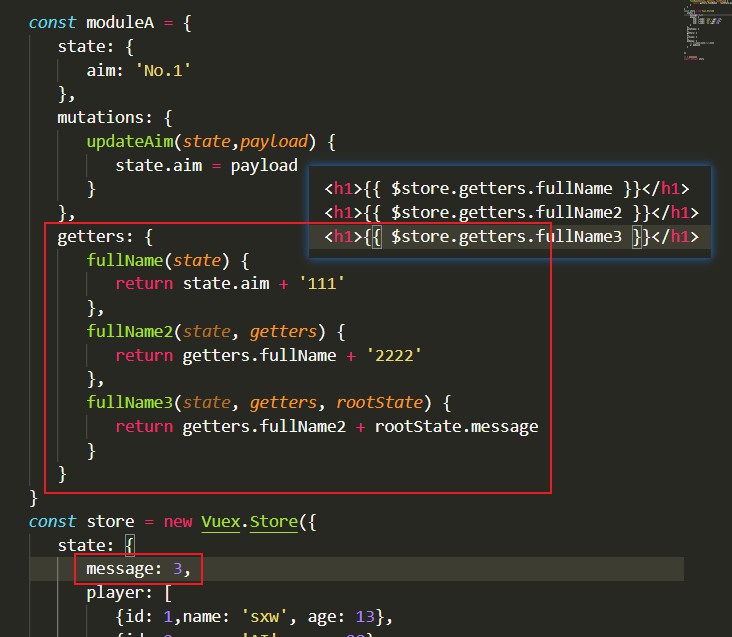 const moduleA = {
state: {
aim: 'No.1'
},
mutations: {
updateAim(state,payload) {
state.aim = payload
}
},
<h1>{{ $store.getters.fullName }}</h1>
<h1>{{ $store.getters.fullName2 }}</h1>
<h1>{{ $store.getters.fullName3 }}</h1>
getters: {
fullName(state) {
return state.aim + '111'
},
fullName2(state, getters) {
return getters.fullName + '2222'
},
fullName3(state, getters, rootState) {
return getters.fullName2 + rootState.message
}
}
}
const store = new Vuex.Store({
state: {
message: 3,
player: [
{id: 1,name: 'sxw', age: 13},